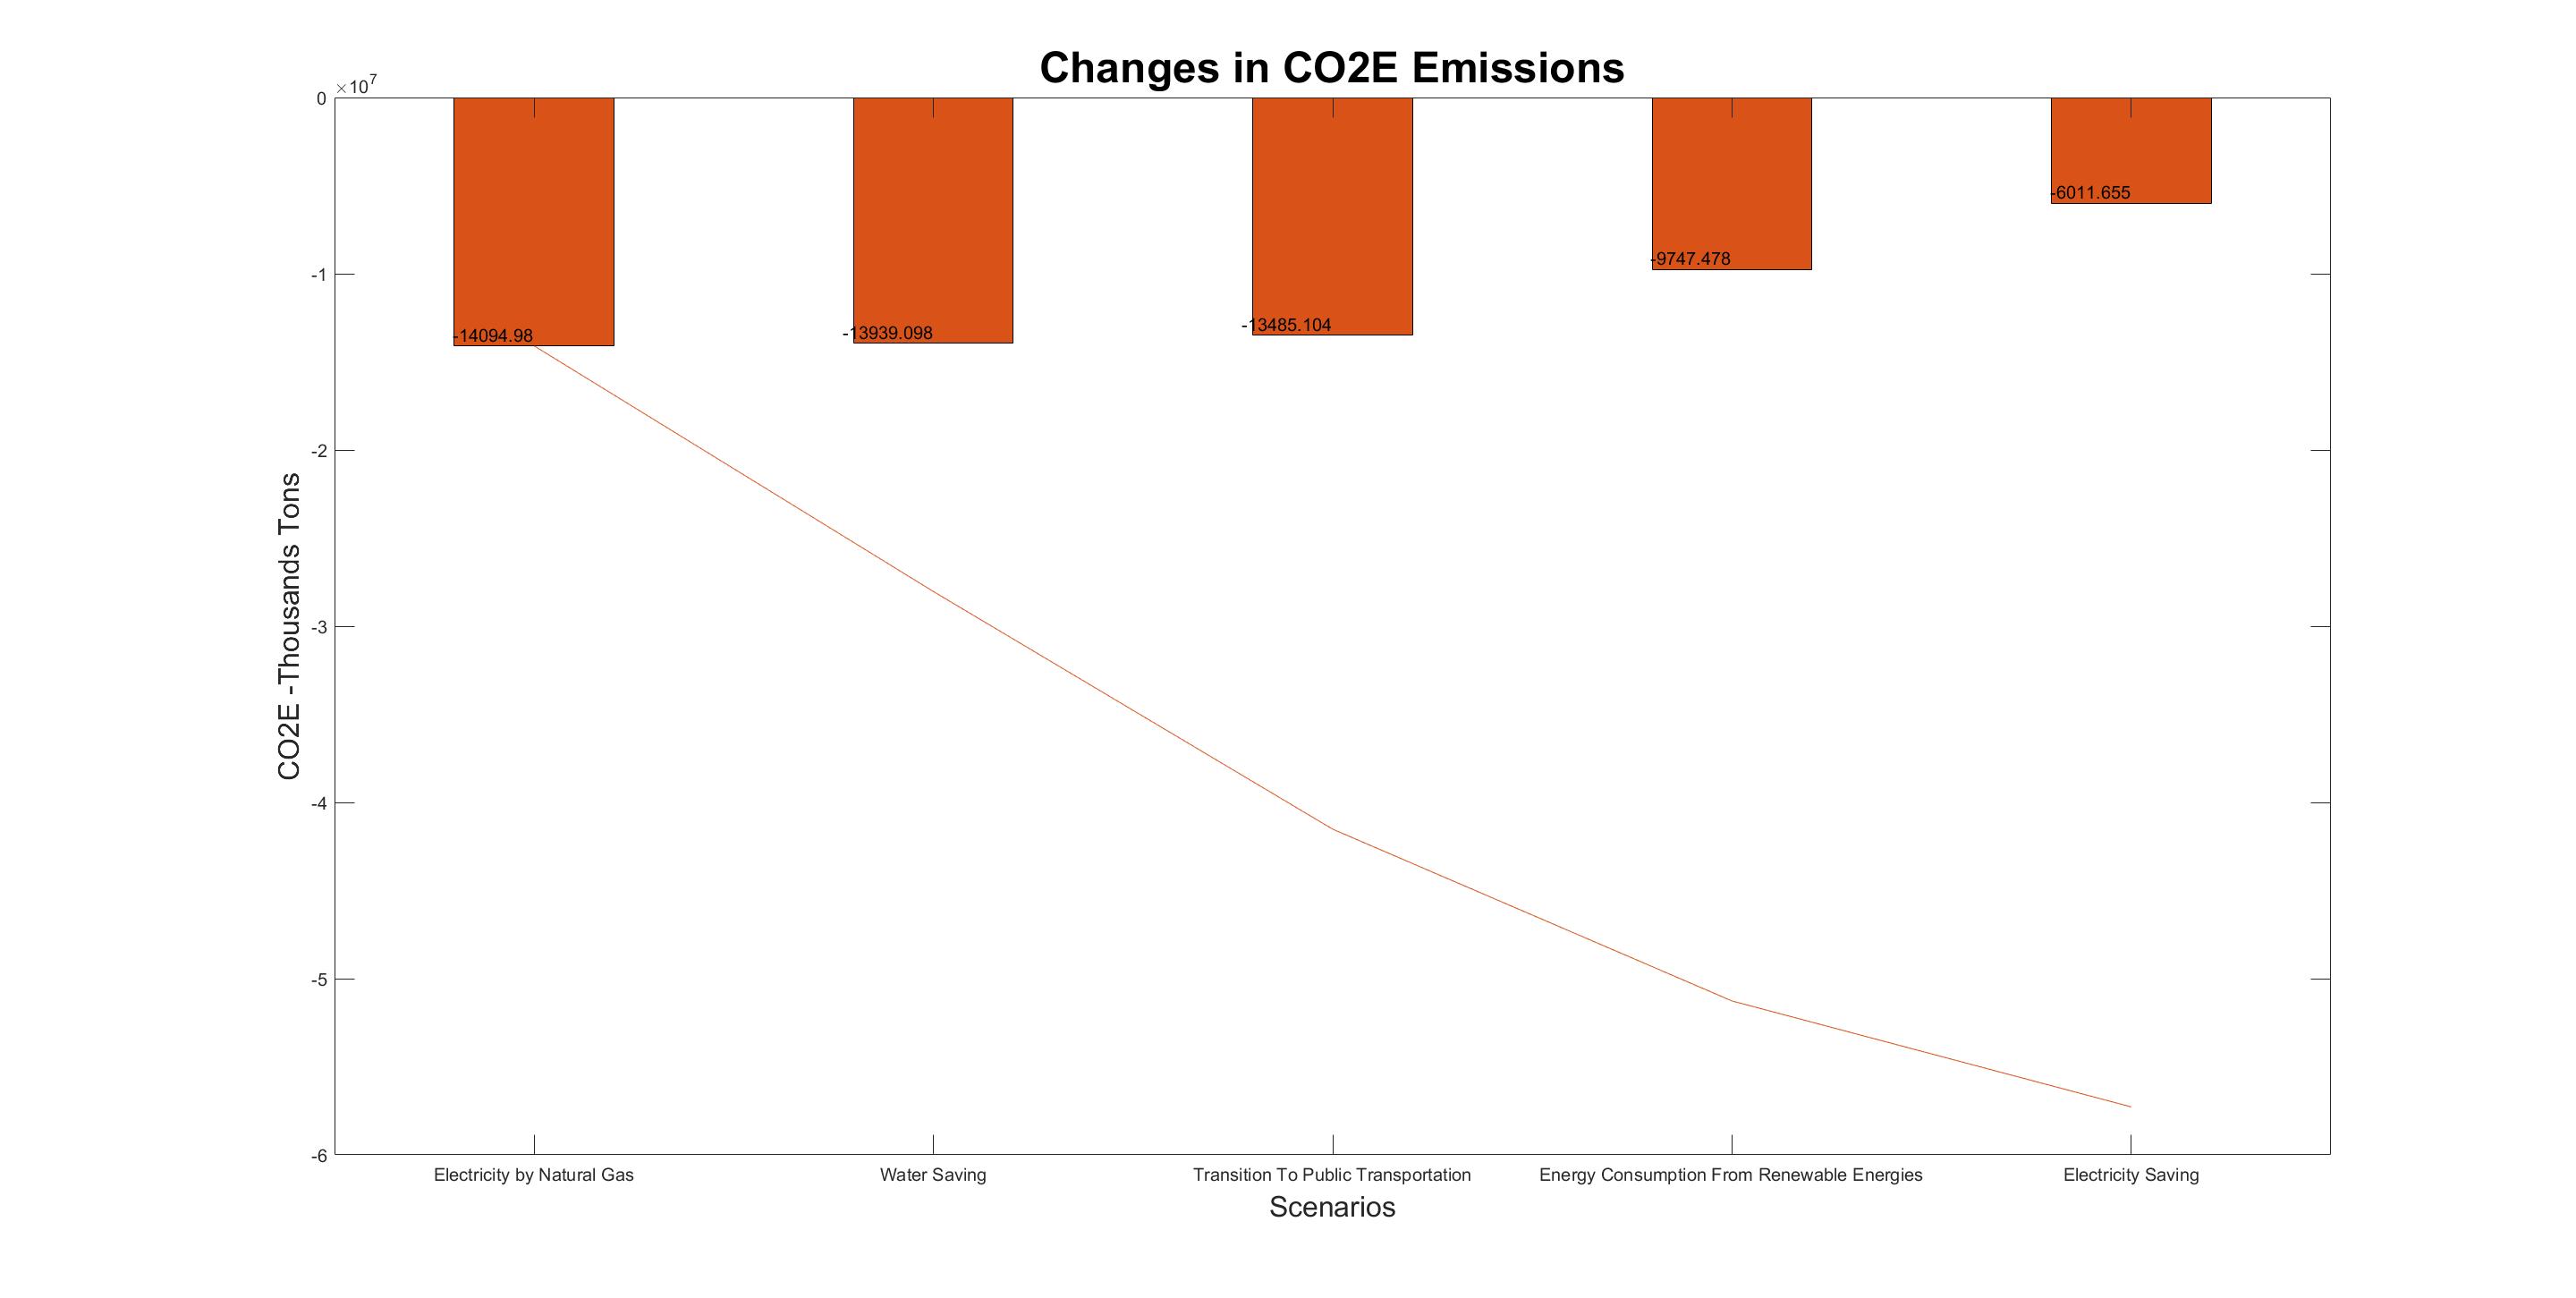 Changes in CO2E Emissions
×10^7
0
-1
-2
-3
-4
-5
-6
CO2E -Thousands Tons
-14094.98
-13939.098
-13485.104
-9747.478
-6011.655
Electricity by Natural Gas
Water Saving
Transition To Public Transportation
Energy Consumption From Renewable Energies
Electricity Saving
Scenarios